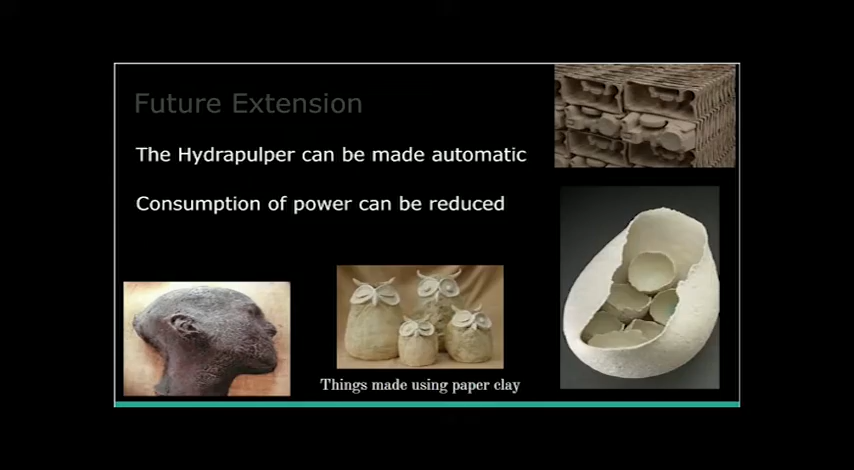 Future Extension
The Hydrapulper can be made automatic
Consumption of power can be reduced
Things made using paper clay